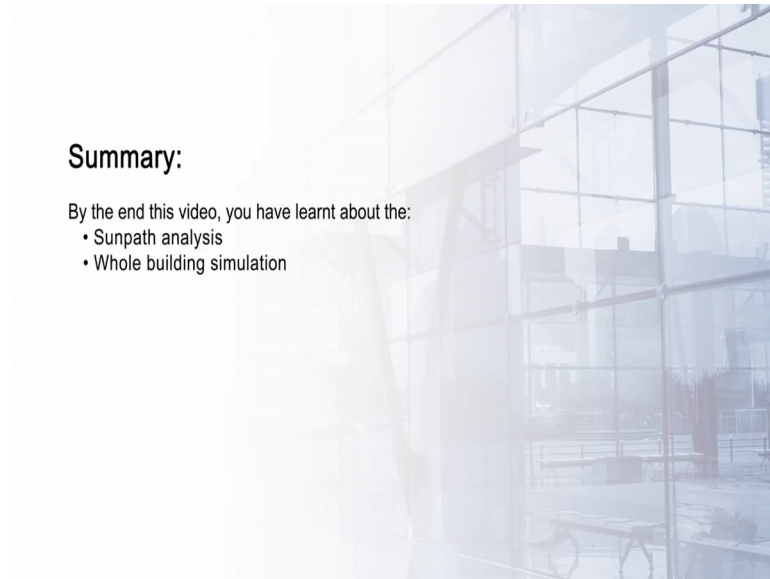 Summary:
By the end this video, you have learnt about the:
• Sunpath analysis
• Whole building simulation